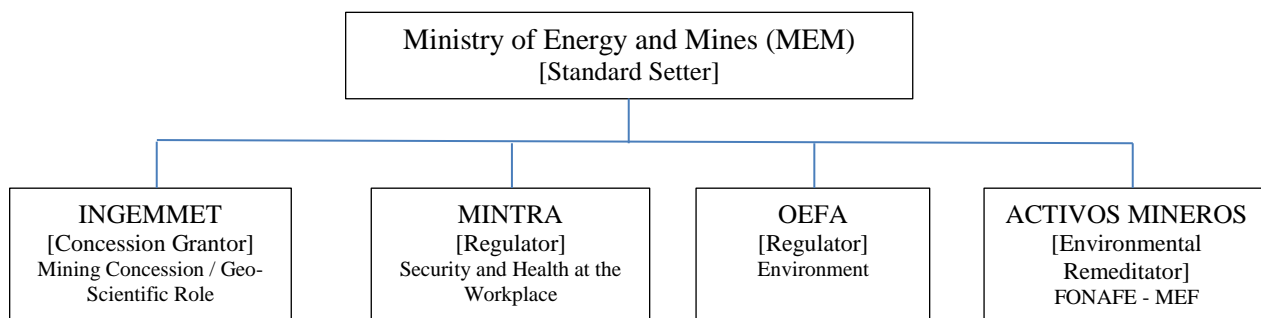 Ministry of Energy and Mines (MEM)
[Standard Setter]
INGEMMET
[Concession Grantor]
Mining Concession / Geo-
Scientific Role
MINTRA
[Regulator]
Security and Health at the
Workplace
OEFA
[Regulator]
Environment
ACTIVOS MINEROS
[Environmental
Remeditator]
FONAFE - MEF